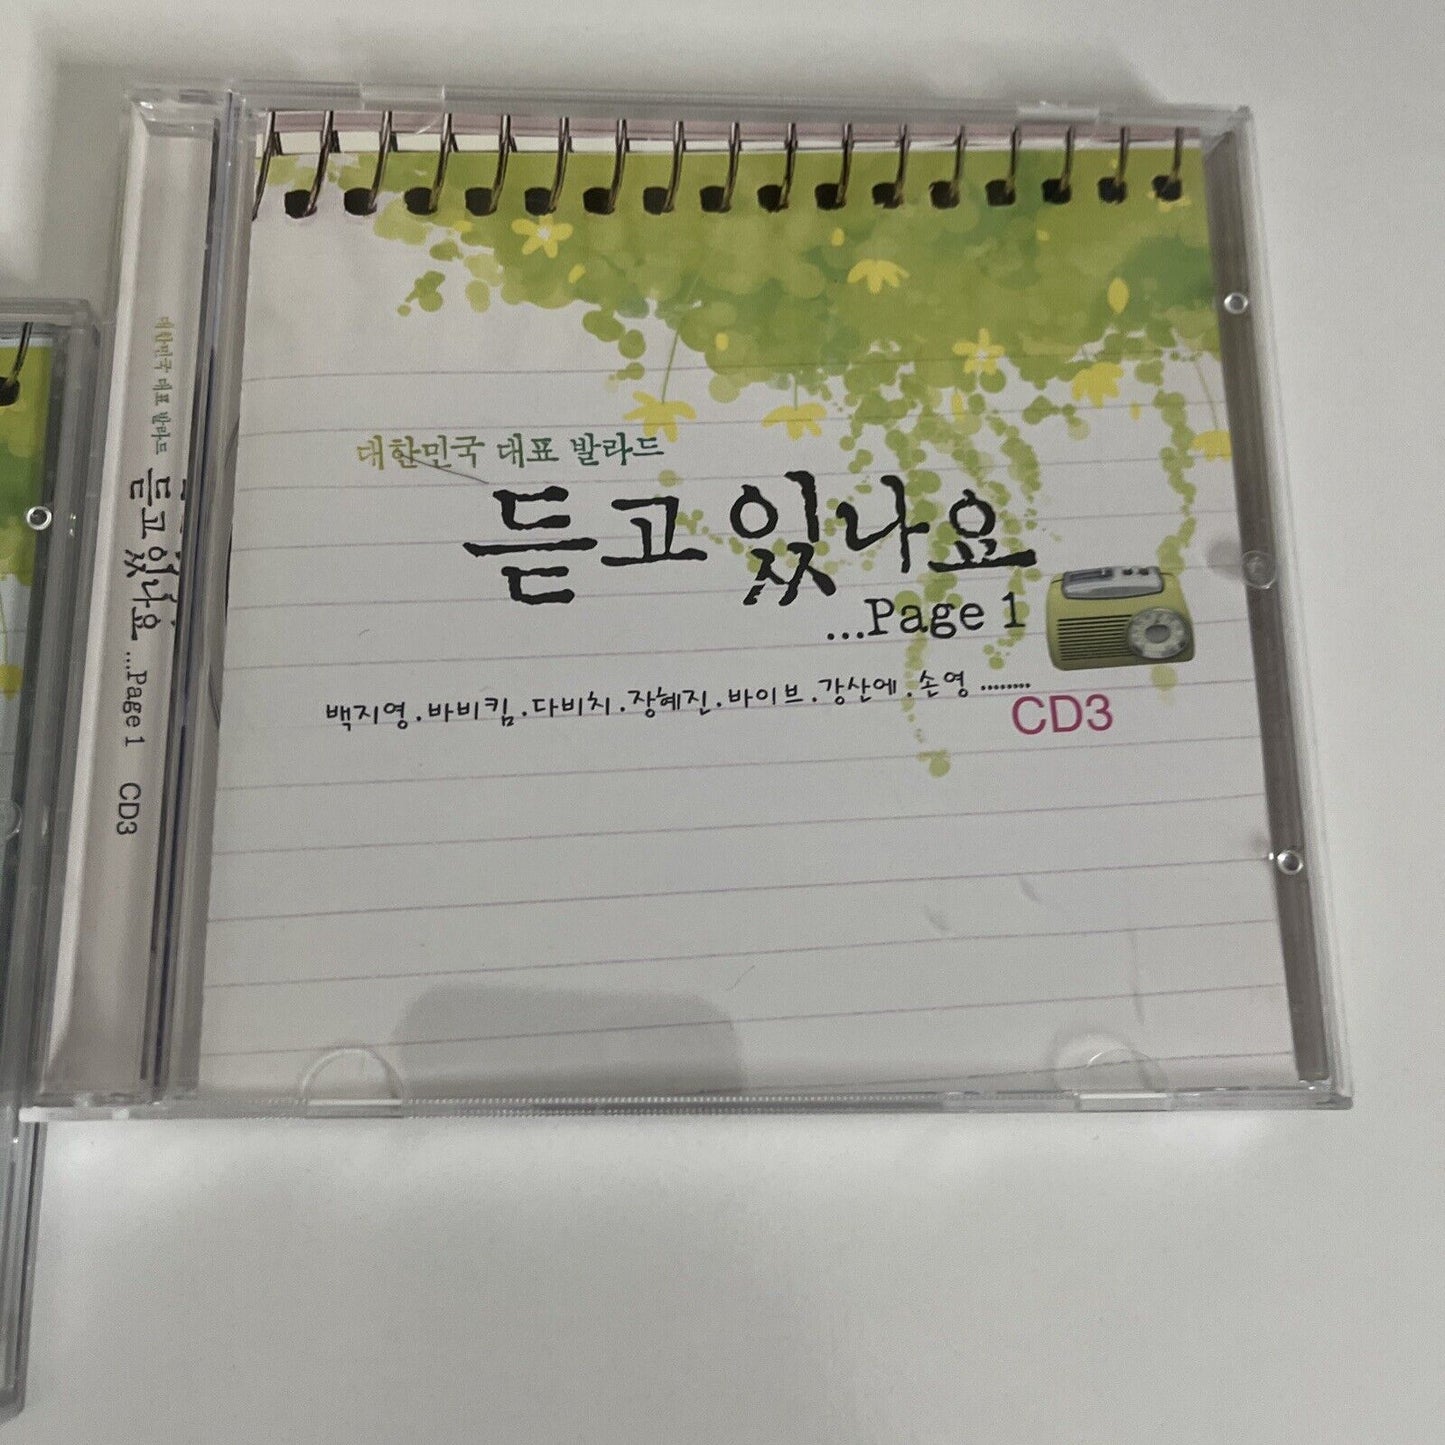 대한민국 대표 발라드
듣고 있나요
...Page 1
백지영.바비킴.다비치.장혜진.바이브.강산에.손영 ........
CD3
대한민국 대표 발라드 듣고 있나요 ...Page 1 CD3